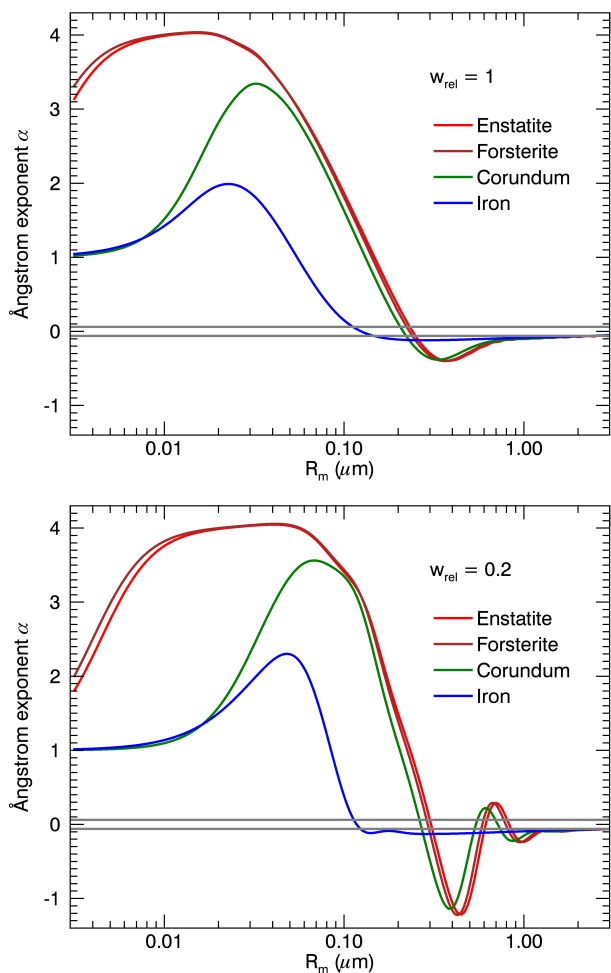 4
3
2
1
0
-1
Ångstrom exponent α
w_rel = 1
Enstatite
Forsterite
Corundum
Iron
0.01 0.10 1.00
R_m (μm)
4
3
2
1
0
-1
Ångstrom exponent α
w_rel = 0.2
Enstatite
Forsterite
Corundum
Iron
0.01 0.10 1.00
R_m (μm)